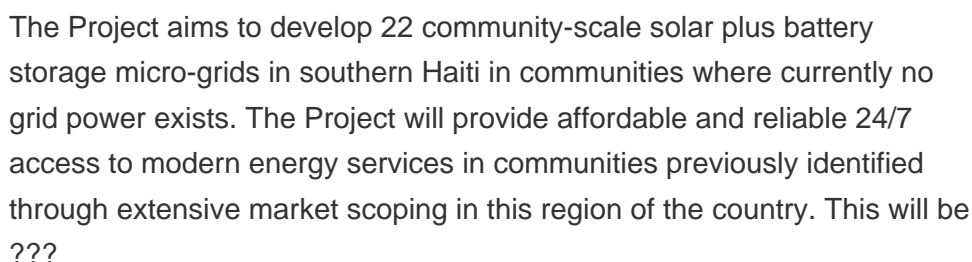 The Project aims to develop 22 community-scale solar plus battery
storage micro-grids in southern Haiti in communities where currently no
grid power exists. The Project will provide affordable and reliable 24/7
access to modern energy services in communities previously identified
through extensive market scoping in this region of the country. This will be
???